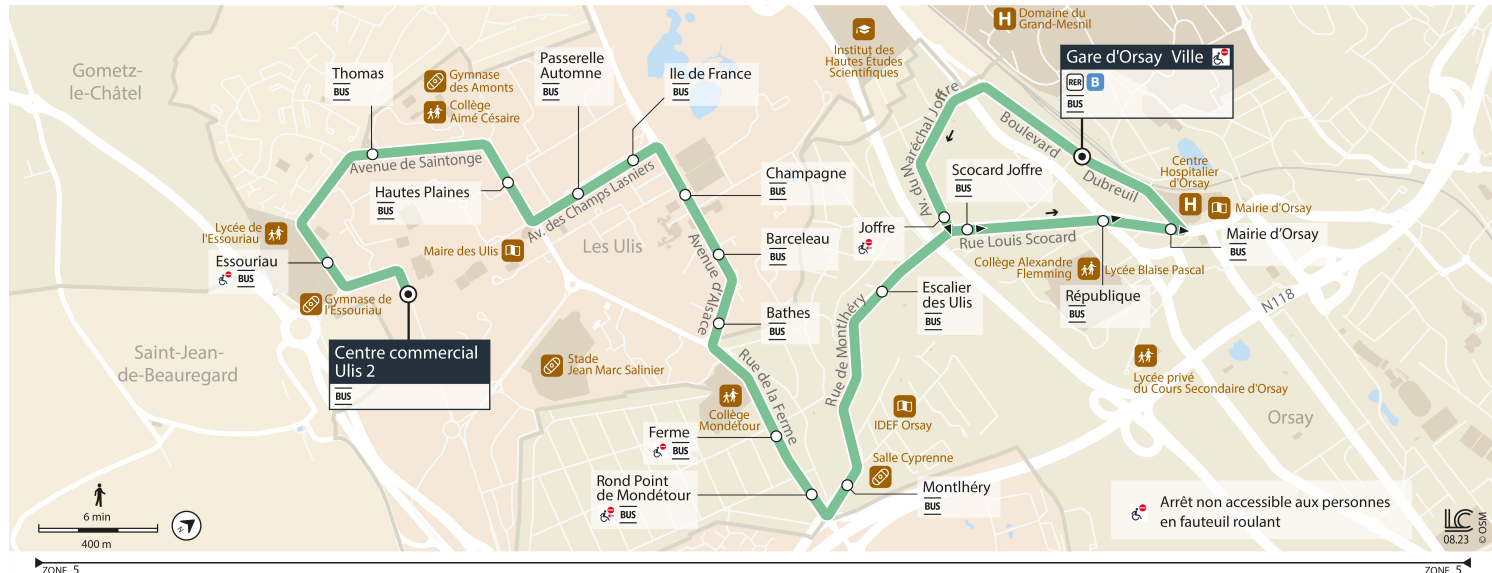 Gometz-
le-Châtel
Thomas
BUS
Gymnase
des Amonts
Collège
Aimé Césaire
Passerelle
Automne
BUS
Ile de France
BUS
Institut des
Hautes Études
Scientifiques
H
Domaine du
Grand-Mesnil
Gare d'Orsay Ville
RER B
BUS
Avenue de Saintonge
Hautes Plaines
BUS
Av. des Champs Lasniers
Champagne
BUS
Av. du Maréchal Joffre
Boulevard
Dubreuil
Scocard Joffre
BUS
Centre
Hospitalier
d'Orsay
H
Mairie d'Orsay
Mairie d'Orsay
BUS
Lycée de
l'Essouriau
Essouriau
BUS
Gymnase de
l'Essouriau
Maire des Ulis
Les Ulis
Avenue d'Alsace
Barceleau
BUS
Joffre
Rue Louis Scocard
Collège Alexandre
Flemming
Lycée Blaise Pascal
République
BUS
N118
Escalier
des Ulis
BUS
Bathes
BUS
Rue de Montlhéry
Centre commercial
Ulis 2
BUS
Saint-Jean-
de-Beauregard
Stade
Jean Marc Salinier
Rue de la Ferme
Collège
Mondétour
Lycée privé
du Cours Secondaire d'Orsay
IDEF Orsay
Orsay
Ferme
BUS
Salle Cyprenne
Rond Point
de Mondétour
BUS
Montlhéry
BUS
6 min
400 m
Arrêt non accessible aux personnes
en fauteuil roulant
LC
08.23
© OSM
ZONE 5
ZONE 5